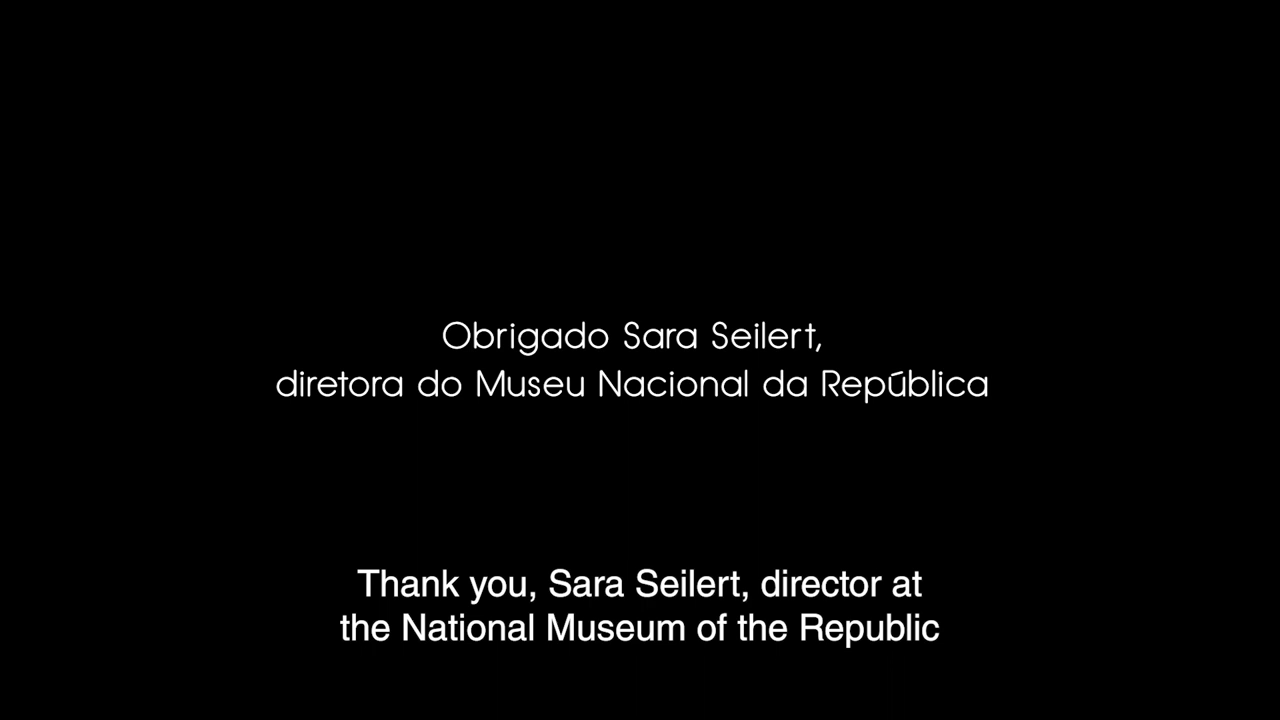 Obrigado Sara Seilert,
diretora do Museu Nacional da República
Thank you, Sara Seilert, director at
the National Museum of the Republic